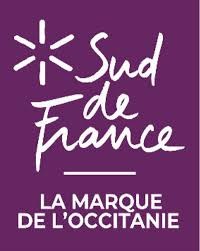 Sud
de
France
LA MARQUE
DE L'OCCITANIE